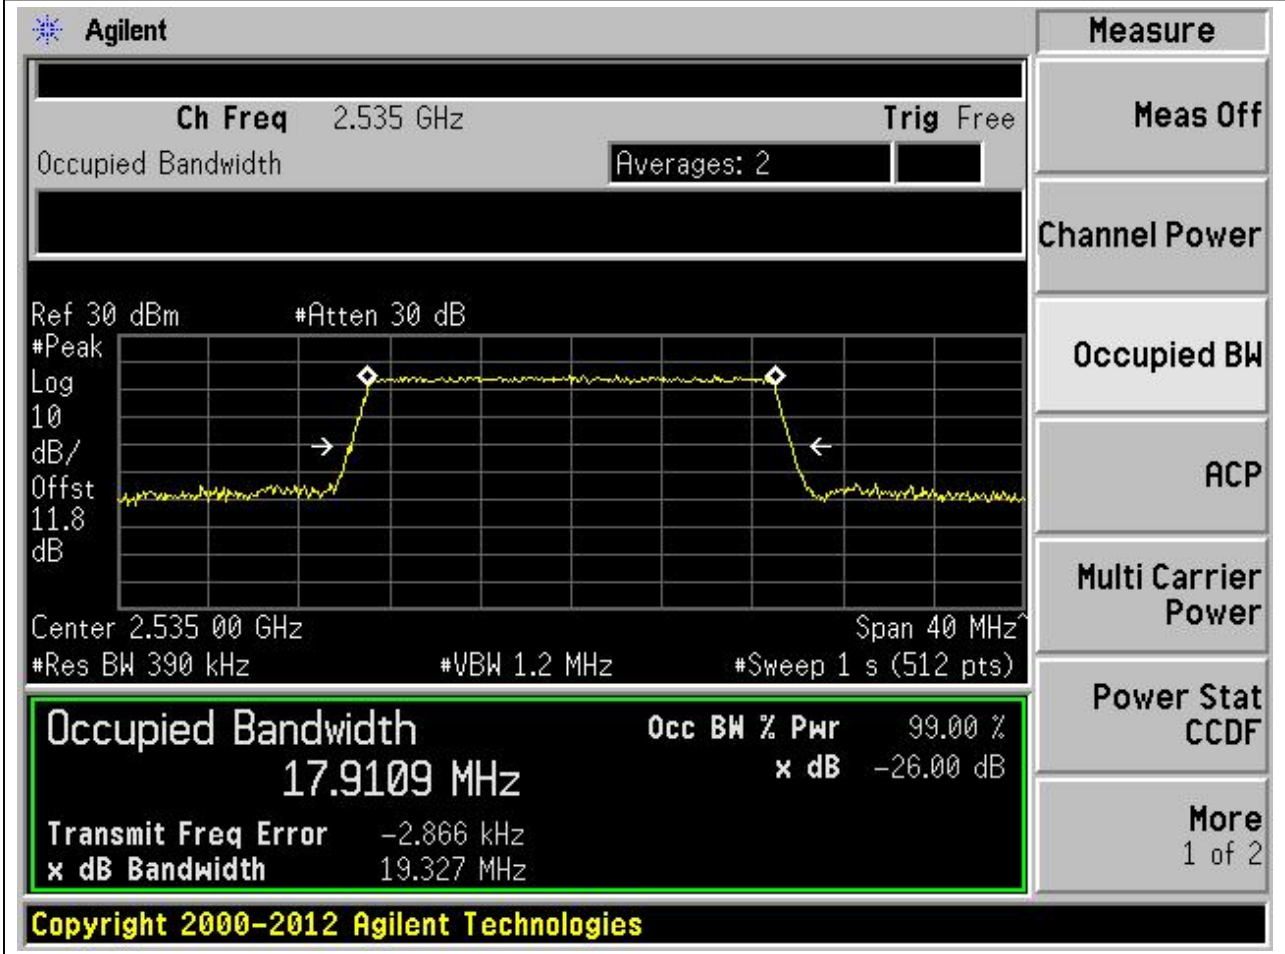 Agilent
Measure
Ch Freq 2.535 GHz Trig Free
Occupied Bandwidth Averages: 2
Meas Off
Channel Power
Occupied BW
ACP
Multi Carrier
Power
Power Stat
CCDF
More
1 of 2
Ref 30 dBm #Atten 30 dB
#Peak
Log
10
dB/
Offst
11.8
dB
Center 2.535 00 GHz Span 40 MHz^
#Res BW 390 kHz #VBW 1.2 MHz #Sweep 1 s (512 pts)
Occupied Bandwidth Occ BW % Pwr 99.00 %
17.9109 MHz x dB -26.00 dB
Transmit Freq Error -2.866 kHz
x dB Bandwidth 19.327 MHz
Copyright 2000-2012 Agilent Technologies